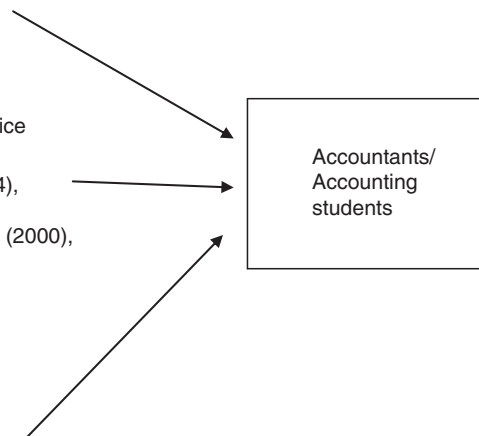 ice
4),
(2000),
Accountants/
Accounting
students